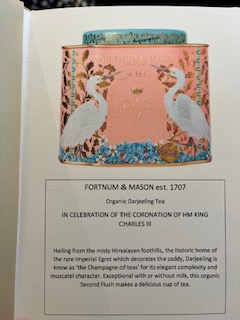 FORTNUM & MASON est. 1707
Organic Darjeeling Tea
IN CELEBRATION OF THE CORONATION OF HM KING
CHARLES III
Hailing from the misty Himalayan foothills, the historic home of
the rare Imperial Egret which decorates the caddy, Darjeeling is
know as 'the Champagne of teas' for its elegant complexity and
muscatel character. Exceptional with or without milk, this organic
Second Flush makes a delicious cup of tea.